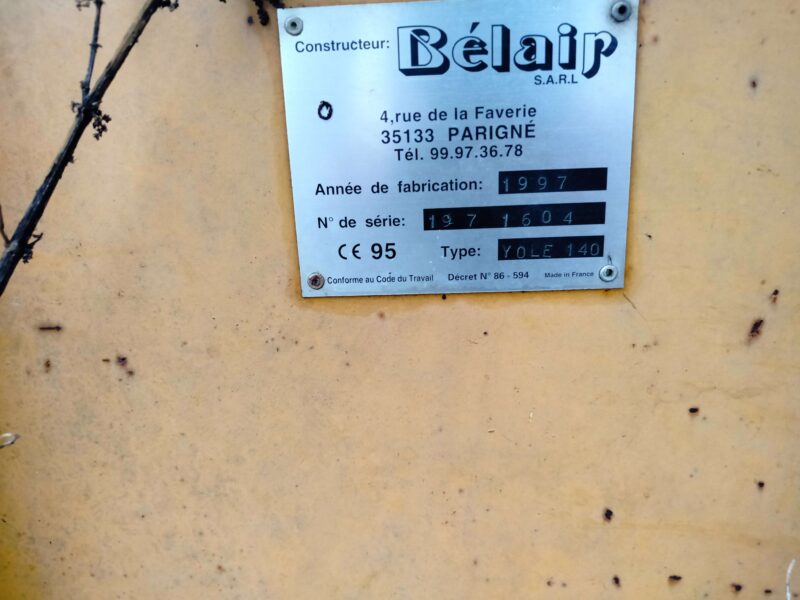 Constructeur: Bélair
S.A.R.L
4,rue de la Faverie
35133 PARIGNÉ
Tél. 99.97.36.78
Année de fabrication: 1997
N° de série: 197 1604
CE 95 Type: YOLE 140
Conforme au Code du Travail Décret N° 86 - 594 Made in France